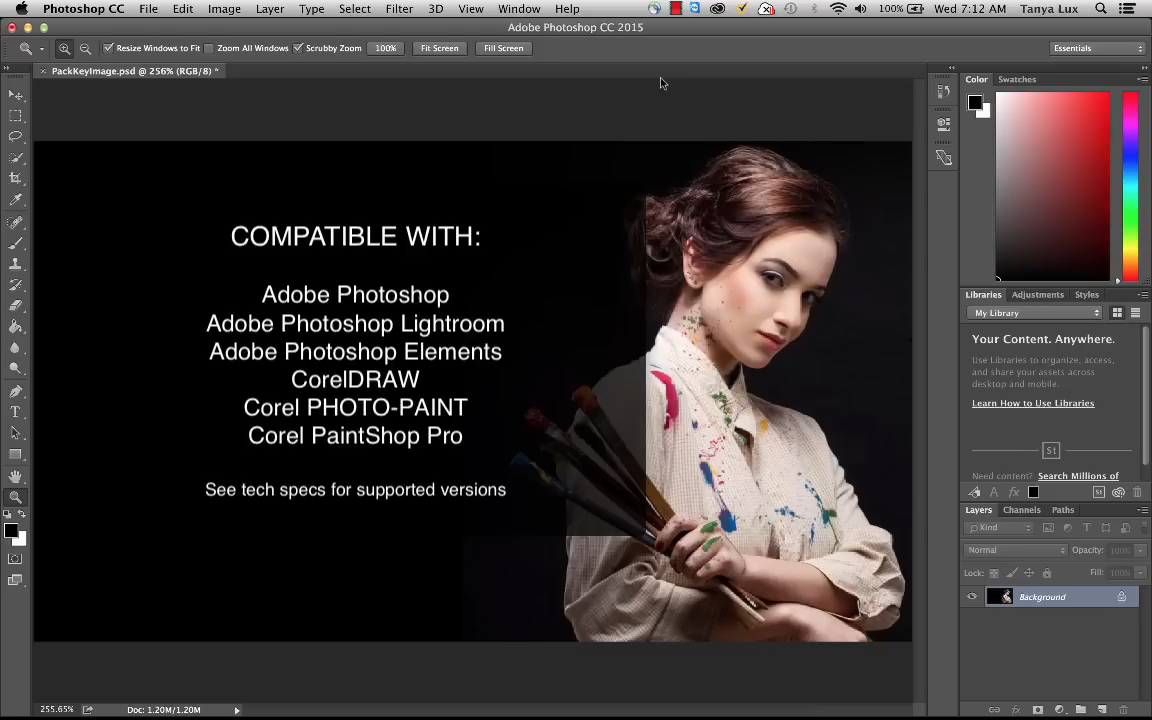 Photoshop CC File Edit Image Layer Type Select Filter 3D View Window Help 100% Wed 7:12 AM Tanya Lux
Adobe Photoshop CC 2015
Resize Windows to Fit Zoom All Windows Scrubby Zoom 100% Fit Screen Fill Screen Essentials
PackKeyImage.psd @ 256% (RGB/8) *
Color Swatches
COMPATIBLE WITH:
Adobe Photoshop
Adobe Photoshop Lightroom
Adobe Photoshop Elements
CorelDRAW
Corel PHOTO-PAINT
Corel PaintShop Pro
See tech specs for supported versions
Libraries Adjustments Styles
My Library
Your Content. Anywhere.
Use Libraries to organize, access,
and share your assets across
desktop and mobile.
Learn How to Use Libraries
St
Need content? Search Millions of
A fx St
Layers Channels Paths
Kind T
Normal Opacity: 100%
Lock: Fill: 100%
Background
T
255.65% Doc: 1.20M/1.20M
fx